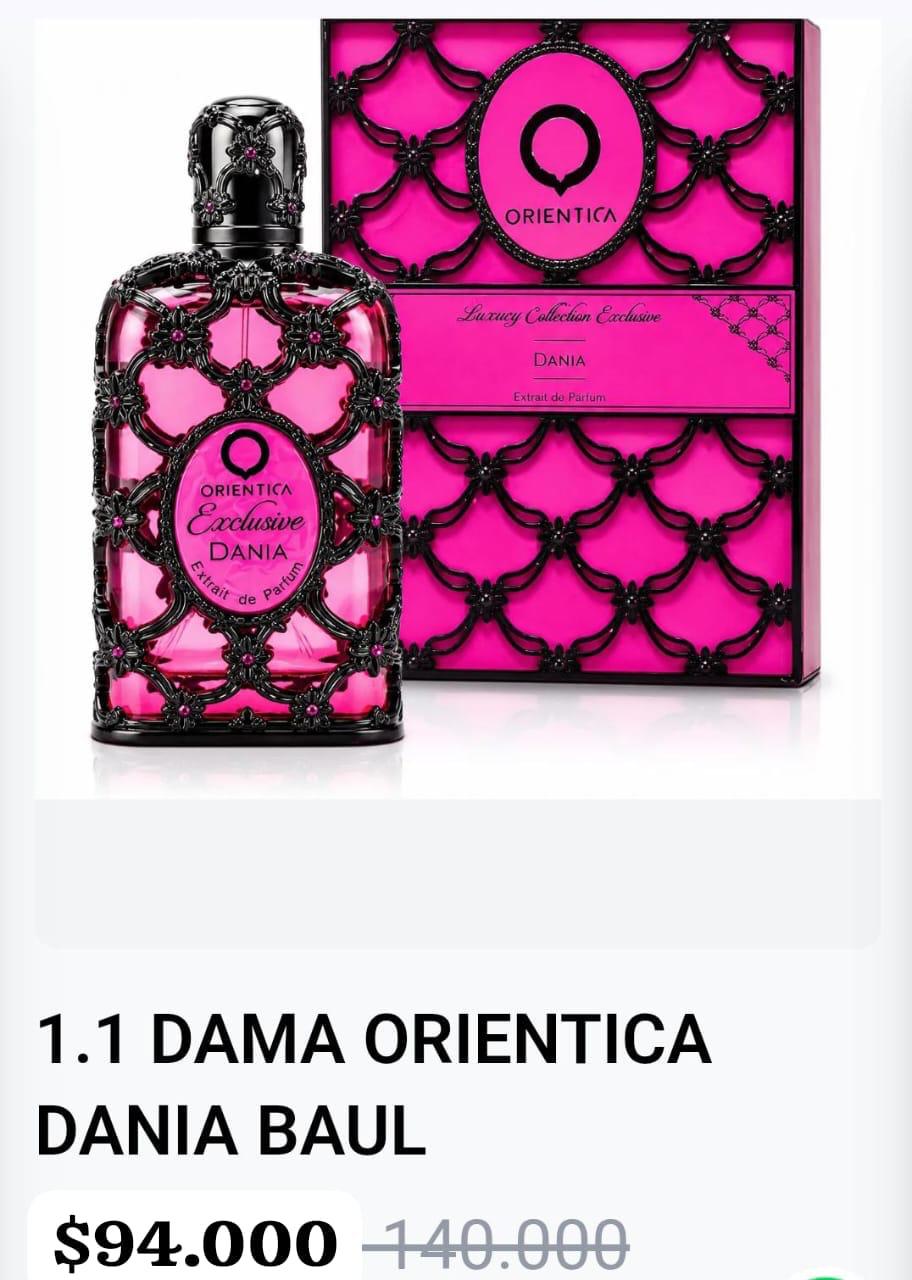 ORIENTICA
Luxucy Collection Exclusive
DANIA
Extrait de Parfum
ORIENTICA
Exclusive
DANIA
Extrait de Parfum
1.1 DAMA ORIENTICA
DANIA BAUL
$94.000 140.000